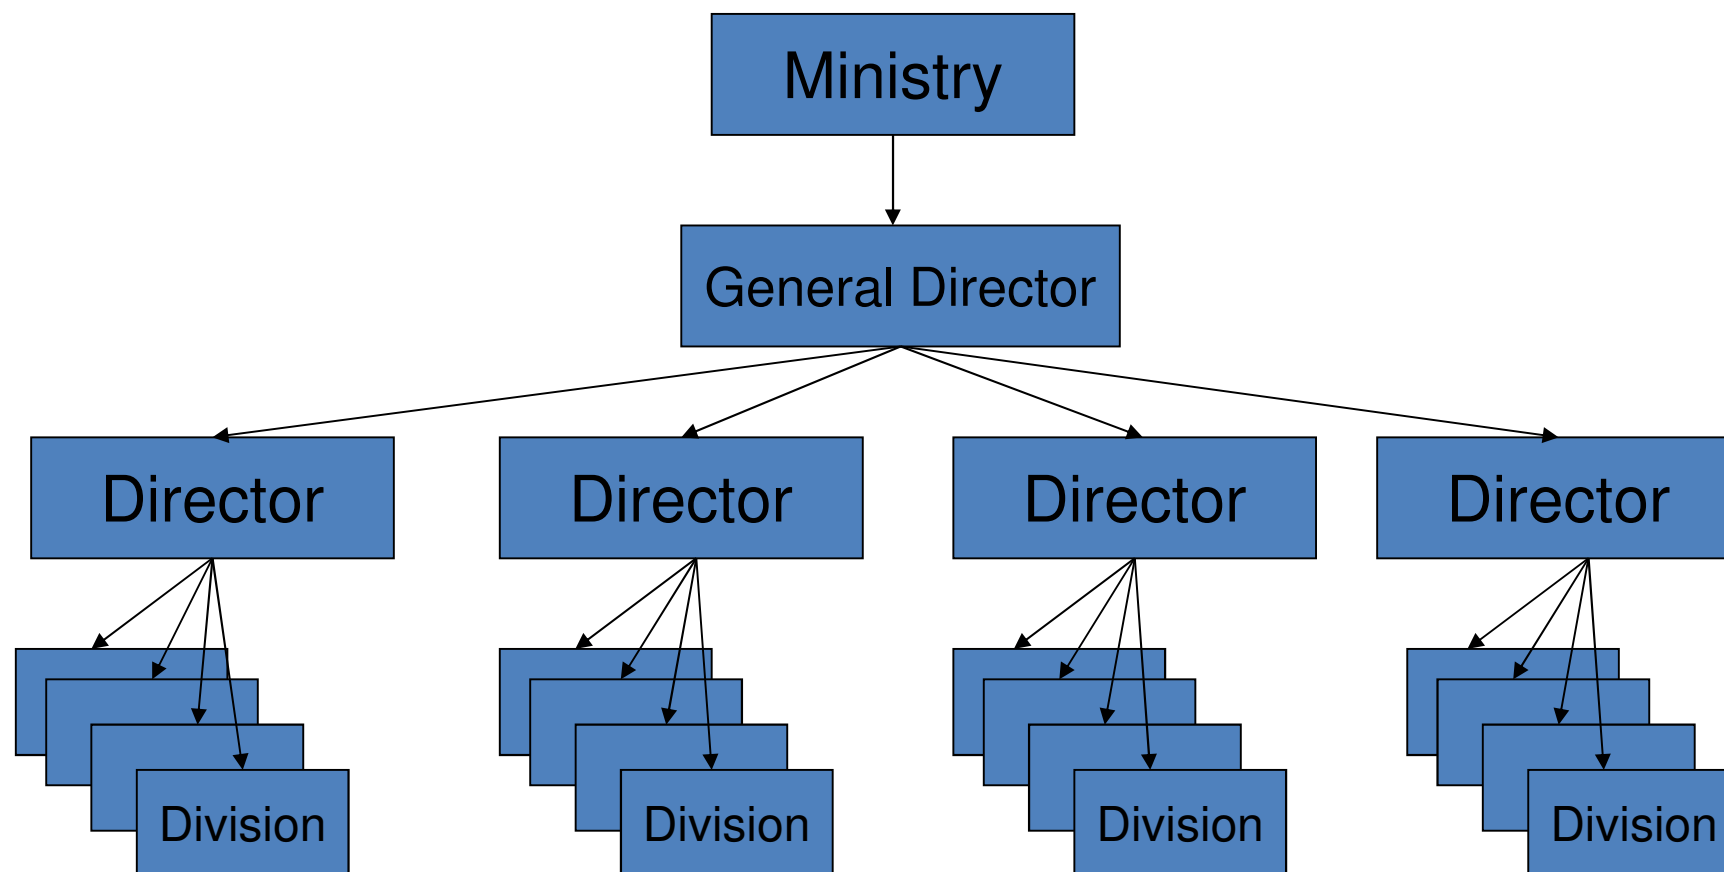 Ministry
General Director
Director
Director
Director
Director
Division
Division
Division
Division